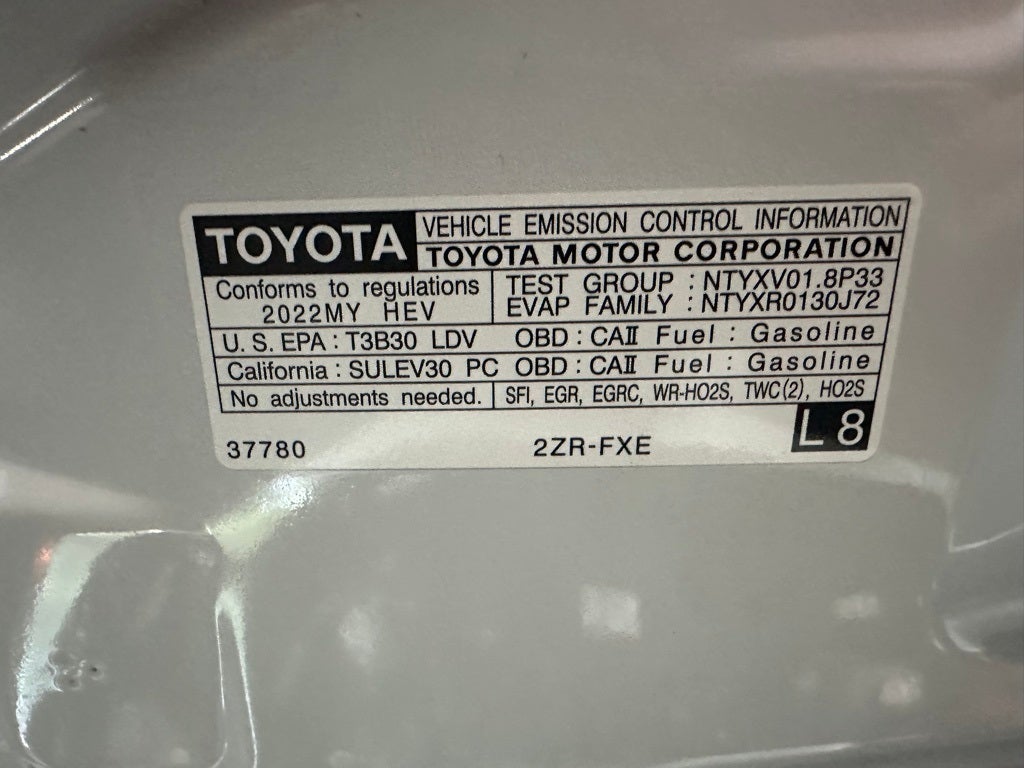 TOYOTA
VEHICLE EMISSION CONTROL INFORMATION
TOYOTA MOTOR CORPORATION
Conforms to regulations
2022MY HEV
TEST GROUP : NTYXV01.8P33
EVAP FAMILY : NTYXR0130J72
U.S. EPA : T3B30 LDV OBD : CAⅡ Fuel : Gasoline
California : SULEV30 PC OBD : CAⅡ Fuel : Gasoline
No adjustments needed. SFI, EGR, EGRC, WR-HO2S, TWC(2), HO2S
37780 2ZR-FXE L 8